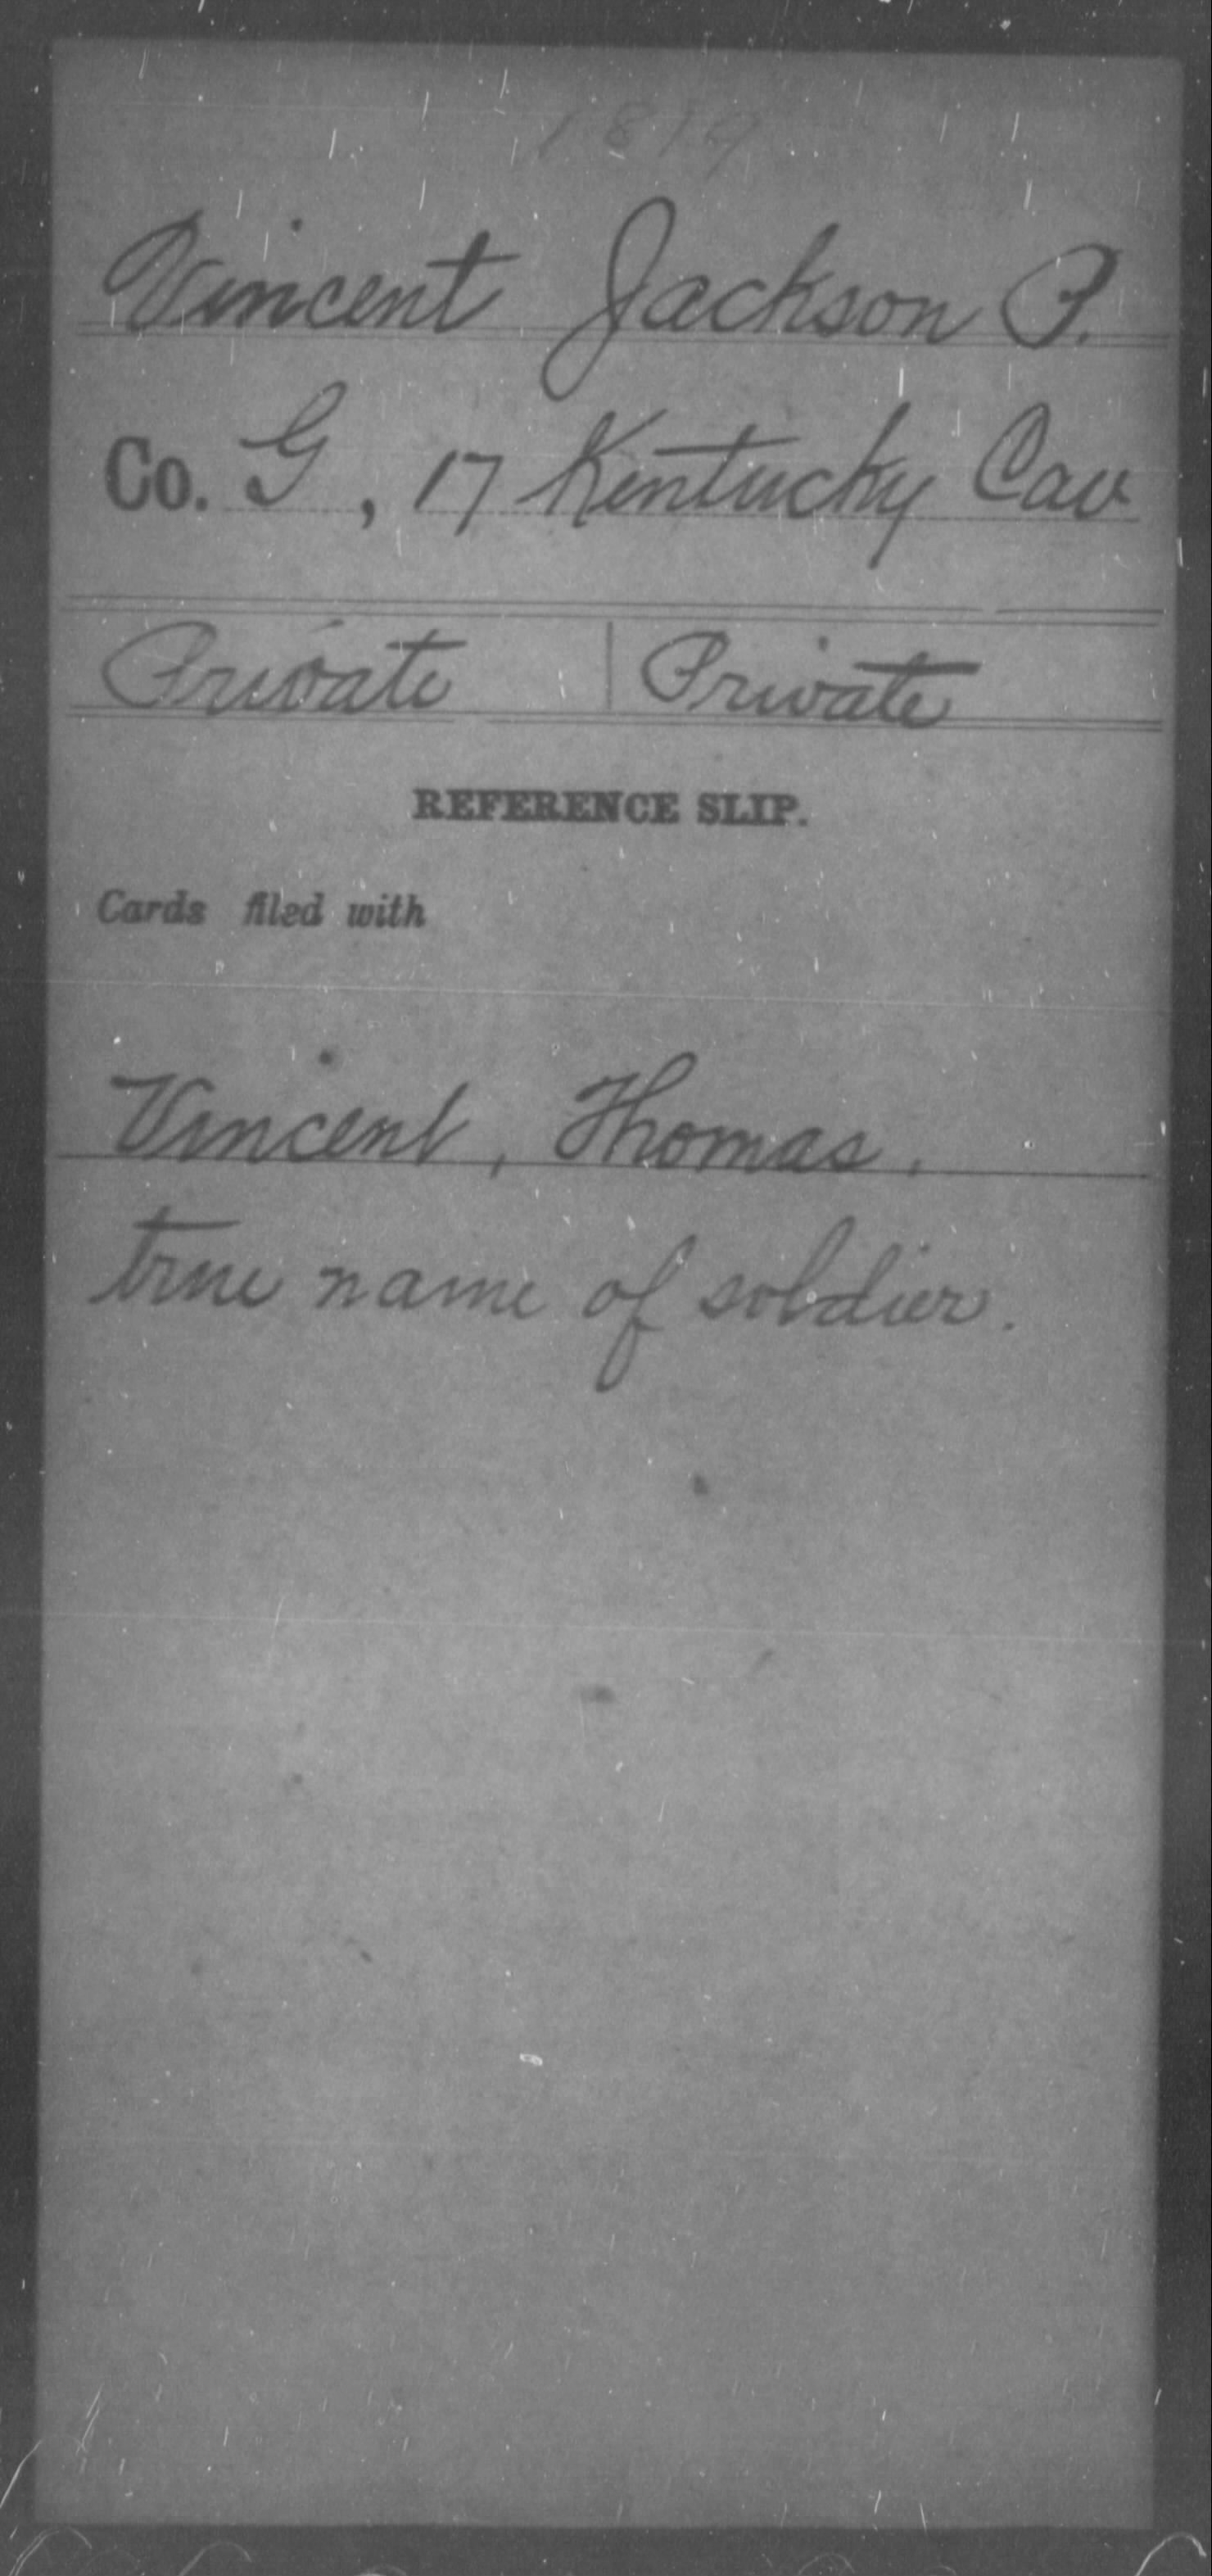 1819
Vincent Jackson P.
Co. G, 17 Kentucky Cav
Private | Private
REFERENCE SLIP.
Cards filed with
Vincent, Thomas,
true name of soldier.